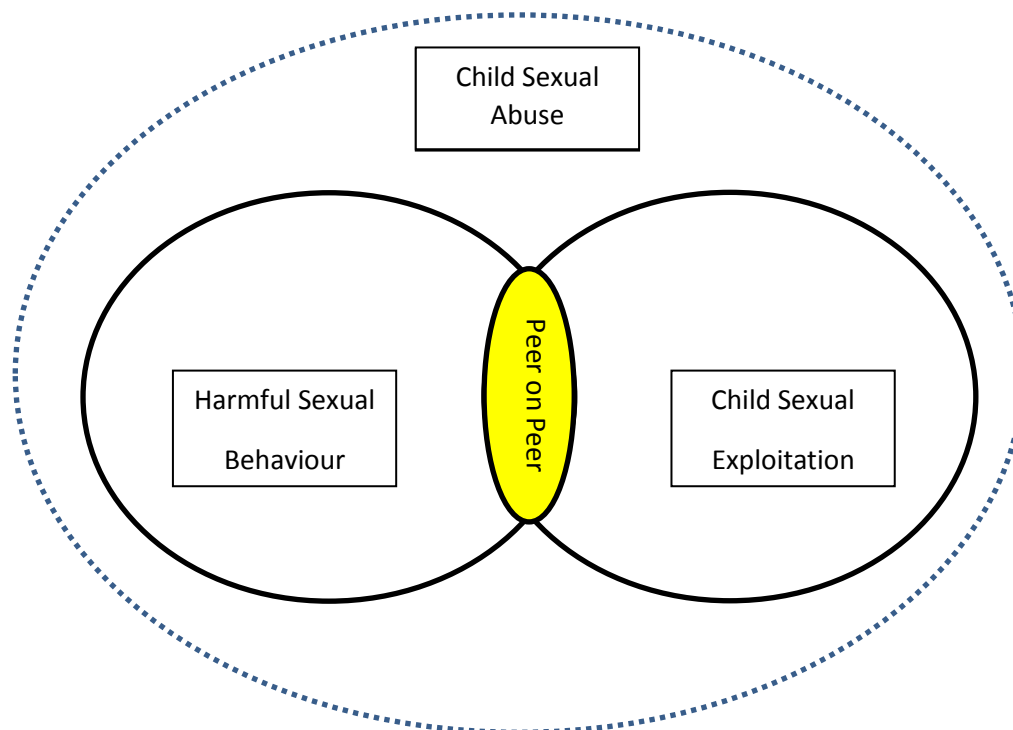 Child Sexual
Abuse
Harmful Sexual
Behaviour
Peer on Peer
Child Sexual
Exploitation